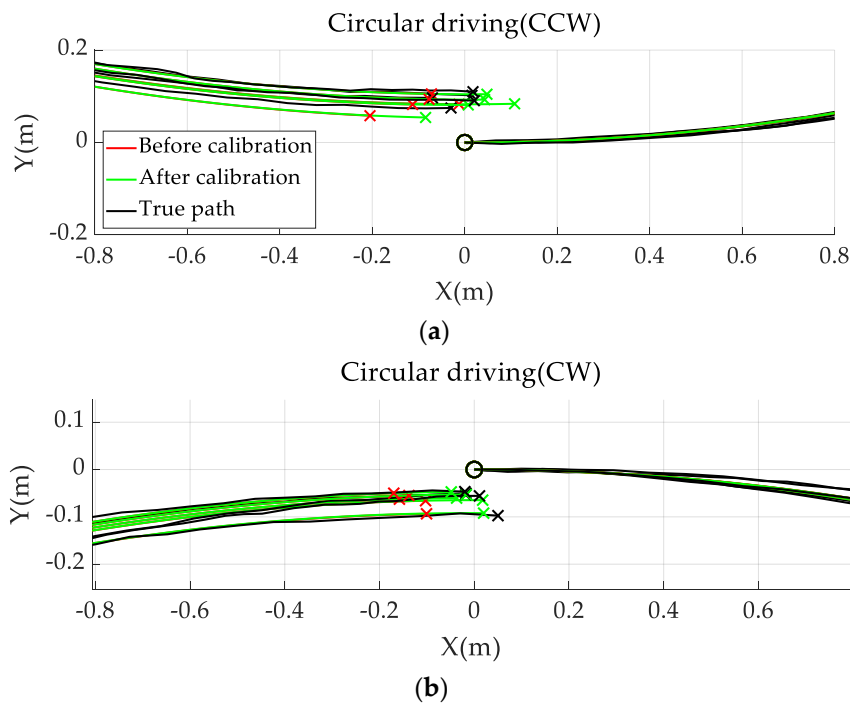 Circular driving(CCW)
0.2
0
-0.2
Y(m)
Before calibration
After calibration
True path
-0.8 -0.6 -0.4 -0.2 0 0.2 0.4 0.6 0.8
X(m)
(a)
Circular driving(CW)
0.1
0
-0.1
-0.2
Y(m)
-0.8 -0.6 -0.4 -0.2 0 0.2 0.4 0.6
X(m)
(b)